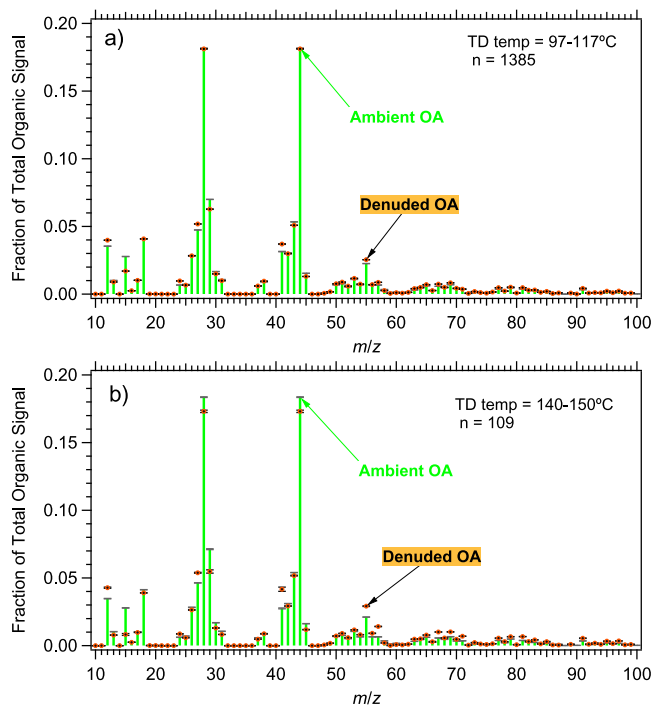 a)
TD temp = 97-117ºC
n = 1385
Ambient OA
Denuded OA
Fraction of Total Organic Signal
0.20
0.15
0.10
0.05
0.00
10 20 30 40 50 60 70 80 90 100
m/z
b)
TD temp = 140-150ºC
n = 109
Ambient OA
Denuded OA
Fraction of Total Organic Signal
0.20
0.15
0.10
0.05
0.00
10 20 30 40 50 60 70 80 90 100
m/z